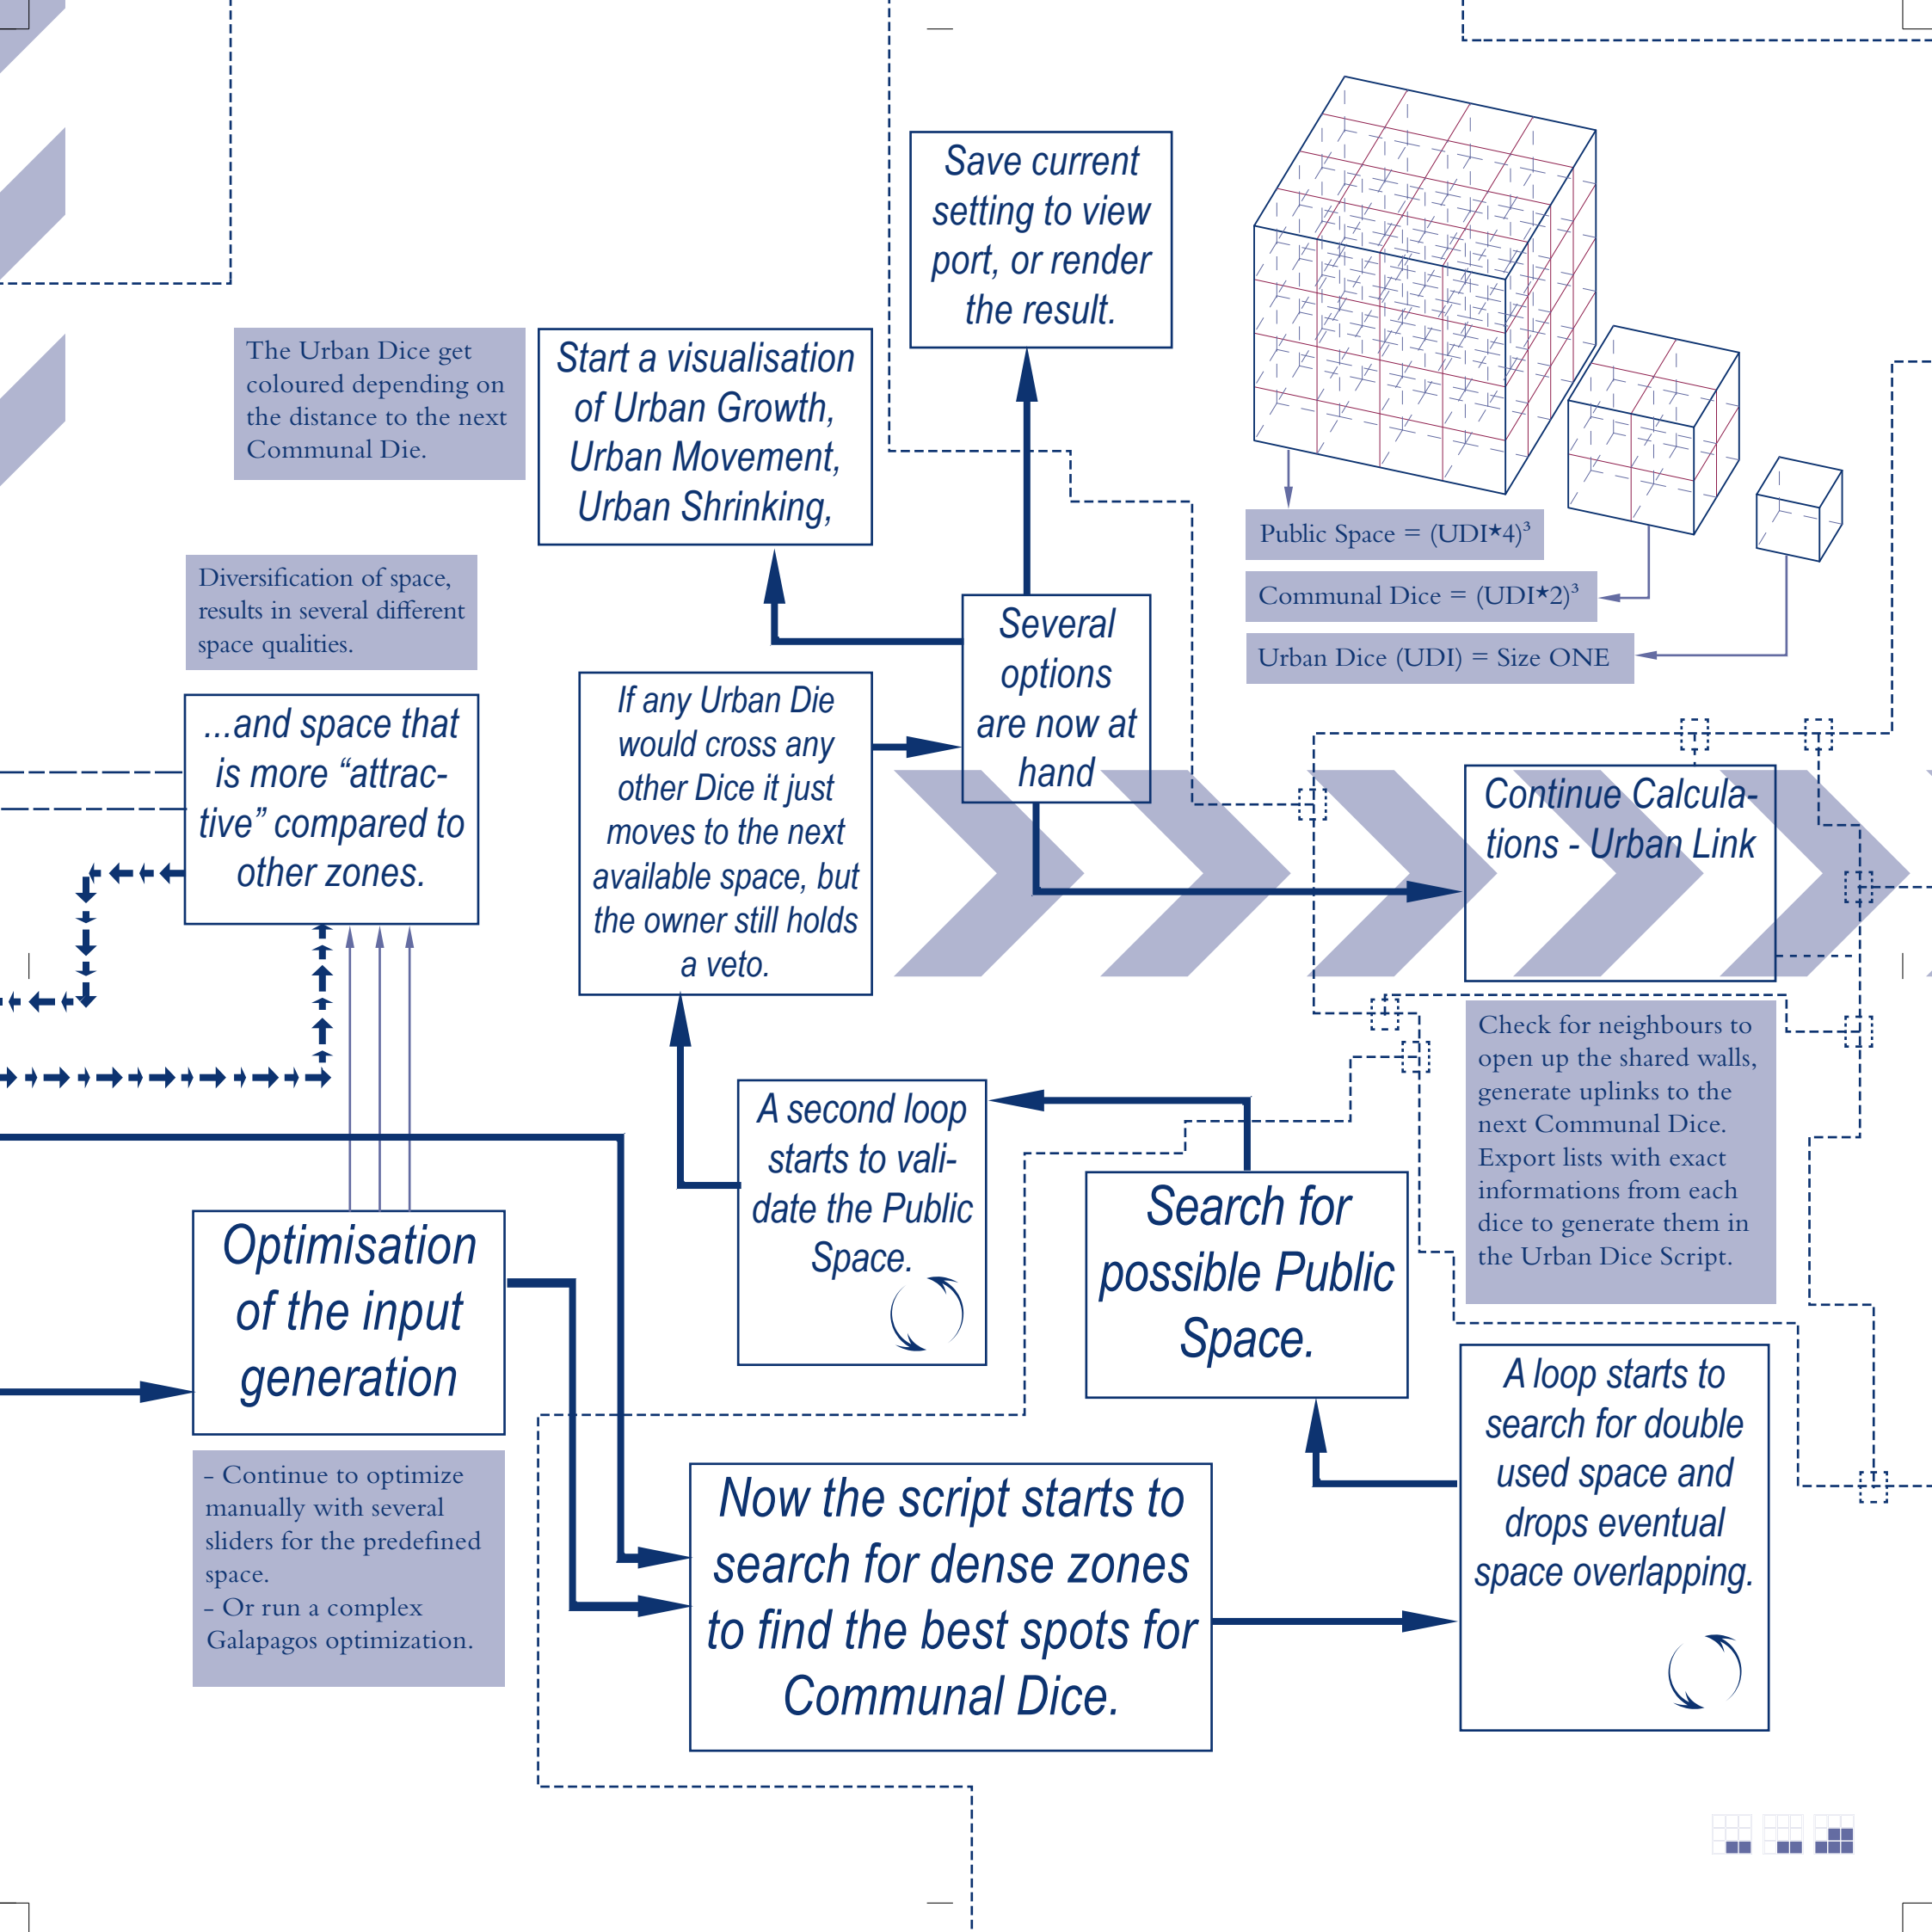 Save current
setting to view
port, or render
the result.
The Urban Dice get
coloured depending on
the distance to the next
Communal Die.
Start a visualisation
of Urban Growth,
Urban Movement,
Urban Shrinking,
Public Space = (UDI★4)³
Communal Dice = (UDI★2)³
Urban Dice (UDI) = Size ONE
Diversification of space,
results in several different
space qualities.
Several
options
are now at
hand
...and space that
is more “attrac-
tive” compared to
other zones.
If any Urban Die
would cross any
other Dice it just
moves to the next
available space, but
the owner still holds
a veto.
Continue Calcula-
tions - Urban Link
Check for neighbours to
open up the shared walls,
generate uplinks to the
next Communal Dice.
Export lists with exact
informations from each
dice to generate them in
the Urban Dice Script.
A second loop
starts to vali-
date the Public
Space.
Search for
possible Public
Space.
Optimisation
of the input
generation
A loop starts to
search for double
used space and
drops eventual
space overlapping.
- Continue to optimize
manually with several
sliders for the predefined
space.
- Or run a complex
Galapagos optimization.
Now the script starts to
search for dense zones
to find the best spots for
Communal Dice.